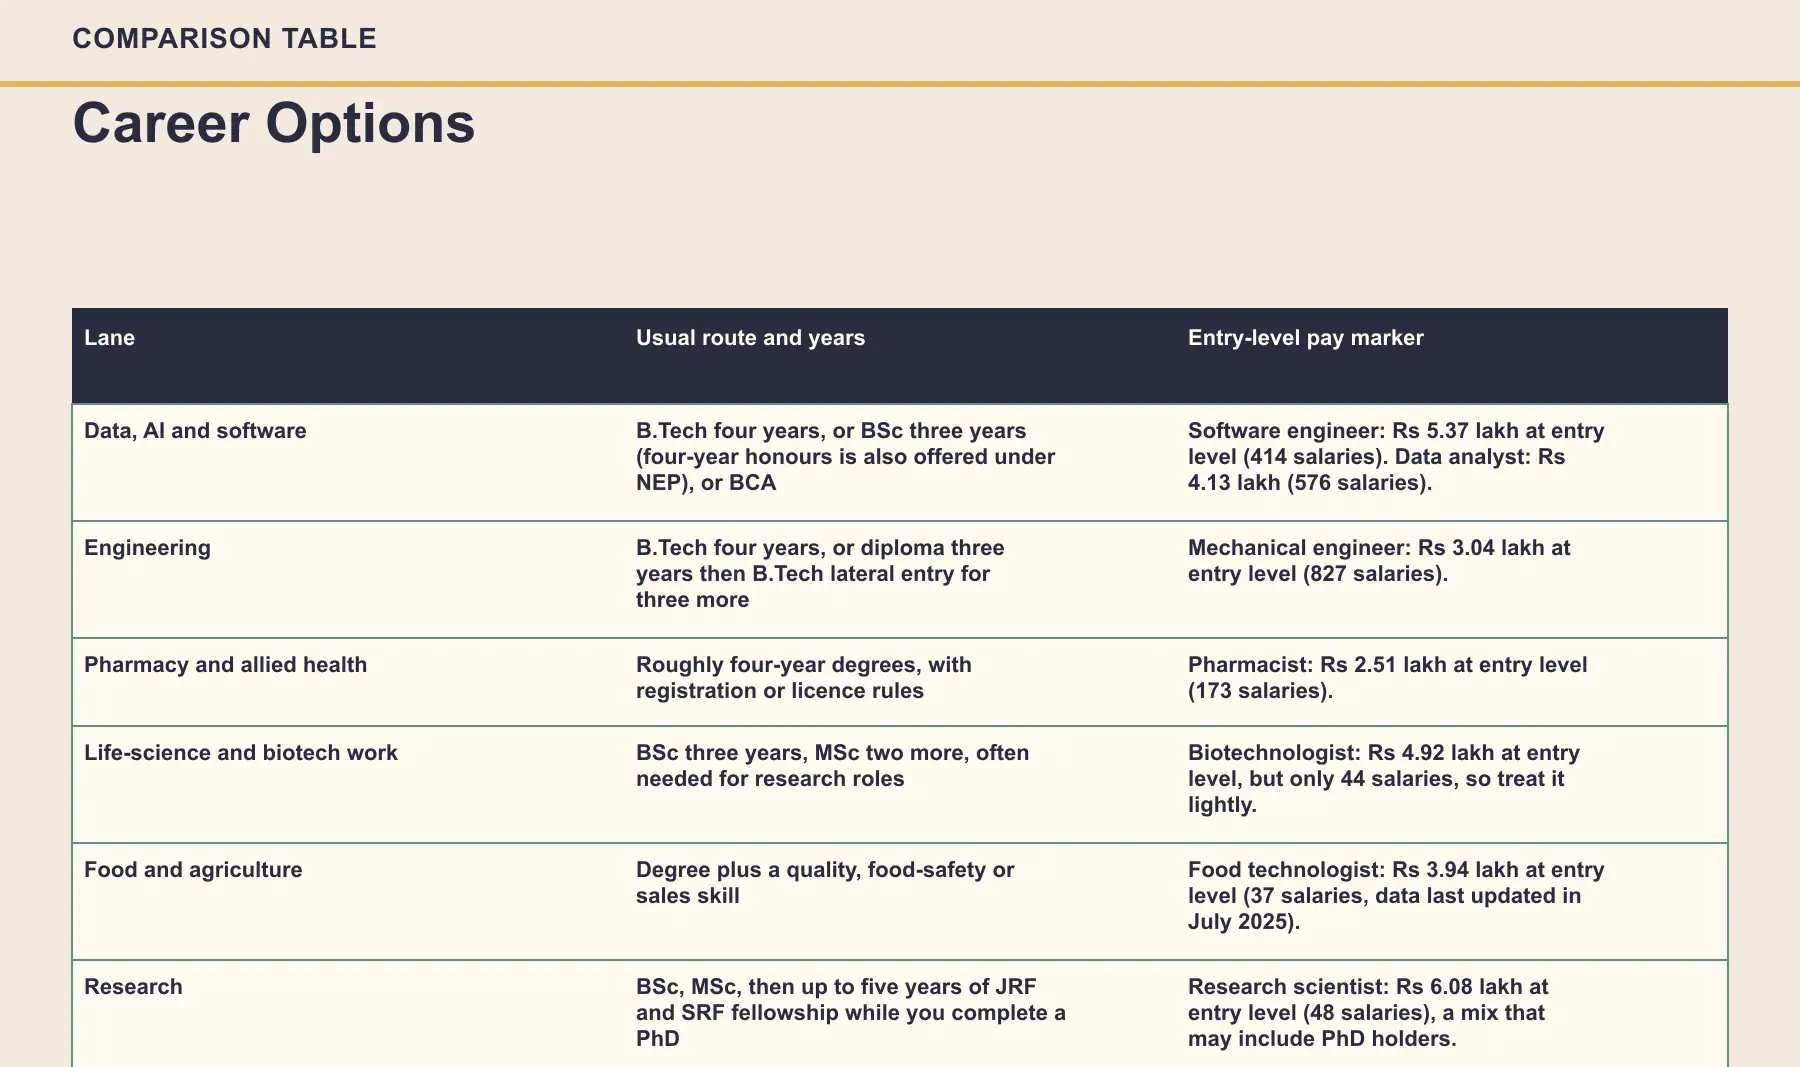 COMPARISON TABLE
Career Options
Lane
Usual route and years
Entry-level pay marker
Data, AI and software
B.Tech four years, or BSc three years
(four-year honours is also offered under
NEP), or BCA
Software engineer: Rs 5.37 lakh at entry
level (414 salaries). Data analyst: Rs
4.13 lakh (576 salaries).
Engineering
B.Tech four years, or diploma three
years then B.Tech lateral entry for
three more
Mechanical engineer: Rs 3.04 lakh at
entry level (827 salaries).
Pharmacy and allied health
Roughly four-year degrees, with
registration or licence rules
Pharmacist: Rs 2.51 lakh at entry level
(173 salaries).
Life-science and biotech work
BSc three years, MSc two more, often
needed for research roles
Biotechnologist: Rs 4.92 lakh at entry
level, but only 44 salaries, so treat it
lightly.
Food and agriculture
Degree plus a quality, food-safety or
sales skill
Food technologist: Rs 3.94 lakh at entry
level (37 salaries, data last updated in
July 2025).
Research
BSc, MSc, then up to five years of JRF
and SRF fellowship while you complete a
PhD
Research scientist: Rs 6.08 lakh at
entry level (48 salaries), a mix that
may include PhD holders.